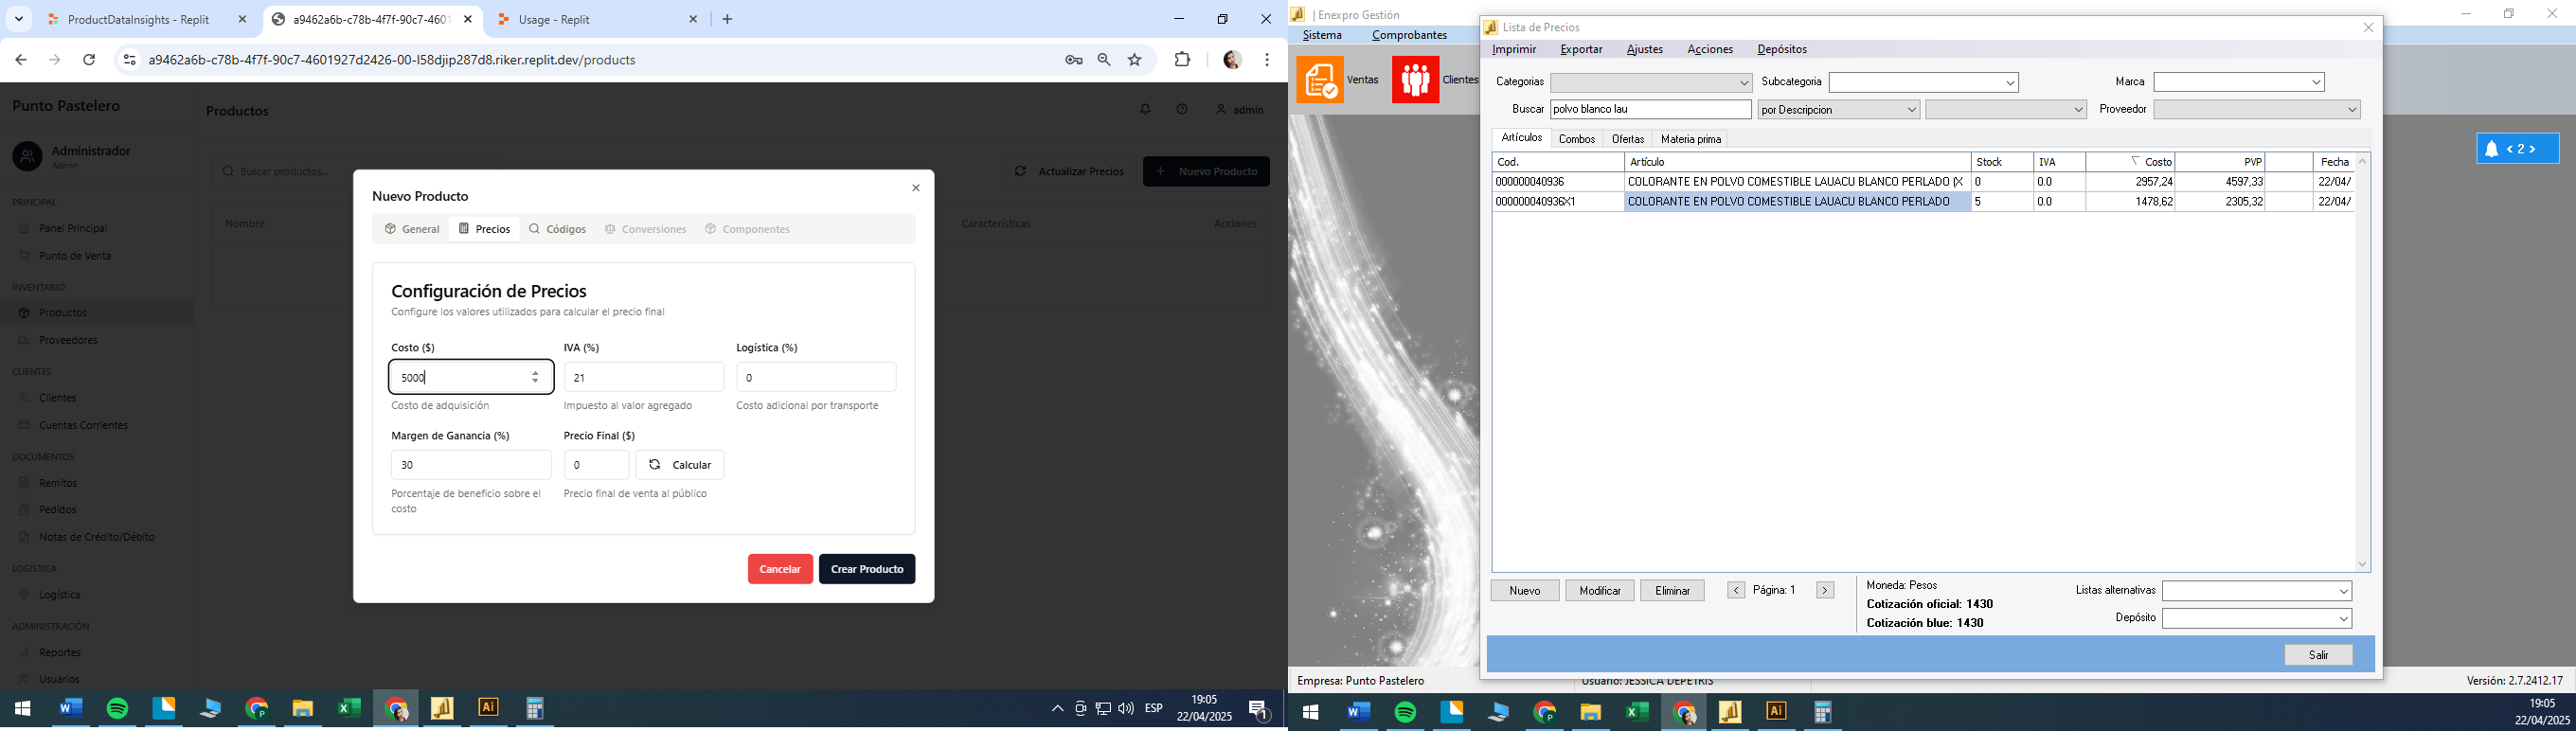 ProductDataInsights - Replit
a9462a6b-c78b-4f7f-90c7-4601
Usage - Replit
a9462a6b-c78b-4f7f-90c7-4601927d2426-00-l58djip287d8.riker.replit.dev/products
Punto Pastelero
Productos
admin
Administrador
Admin
Buscar productos...
Actualizar Precios
Nuevo Producto
PRINCIPAL
Panel Principal
Punto de Venta
INVENTARIO
Productos
Proveedores
CLIENTES
Clientes
Cuentas Corrientes
DOCUMENTOS
Remitos
Pedidos
Notas de Crédito/Débito
LOGÍSTICA
Logística
ADMINISTRACIÓN
Reportes
Usuarios
Nombre
Características
Acciones
Nuevo Producto
General
Precios
Códigos
Conversiones
Componentes
Configuración de Precios
Configure los valores utilizados para calcular el precio final
Costo ($)
IVA (%)
Logística (%)
5000
21
0
Costo de adquisición
Impuesto al valor agregado
Costo adicional por transporte
Margen de Ganancia (%)
Precio Final ($)
30
0
Calcular
Porcentaje de beneficio sobre el
costo
Precio final de venta al público
Cancelar
Crear Producto
ESP
19:05
22/04/2025
1
| Enexpro Gestión
Sistema
Comprobantes
Ventas
Clientes
Lista de Precios
Imprimir
Exportar
Ajustes
Acciones
Depósitos
Categorias
Subcategoria
Marca
Buscar
polvo blanco lau
por Descripcion
Proveedor
Artículos
Combos
Ofertas
Materia prima
Cod.
Artículo
Stock
IVA
Costo
PVP
Fecha
000000040936
COLORANTE EN POLVO COMESTIBLE LAUACU BLANCO PERLADO (X
0
0.0
2957,24
4597,33
22/04/
000000040936X1
COLORANTE EN POLVO COMESTIBLE LAUACU BLANCO PERLADO
5
0.0
1478,62
2305,32
22/04/
< 2 >
Nuevo
Modificar
Eliminar
<
Página: 1
>
Moneda: Pesos
Cotización oficial: 1430
Cotización blue: 1430
Listas alternativas
Depósito
Salir
Empresa: Punto Pastelero
Usuario: JESSICA DEPETRIS
Versión: 2.7.2412.17
19:05
22/04/2025